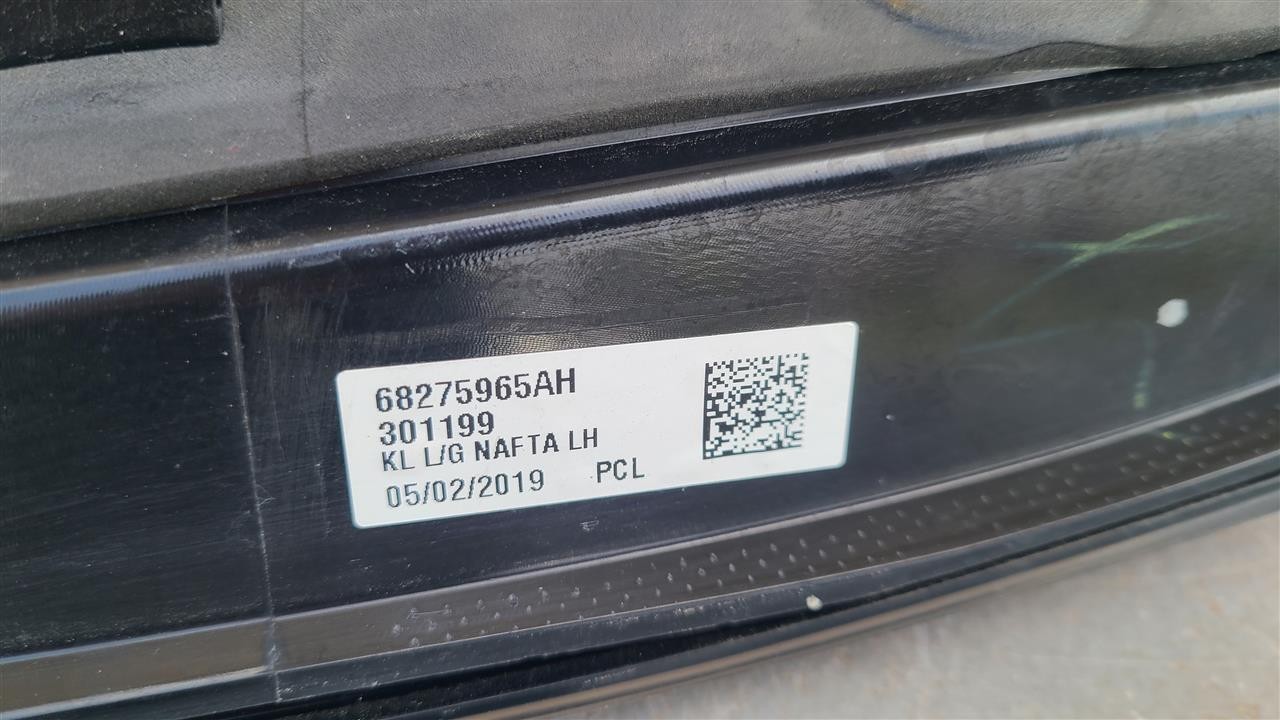 68275965AH
301199
KL L/G NAFTA LH
05/02/2019 PCL